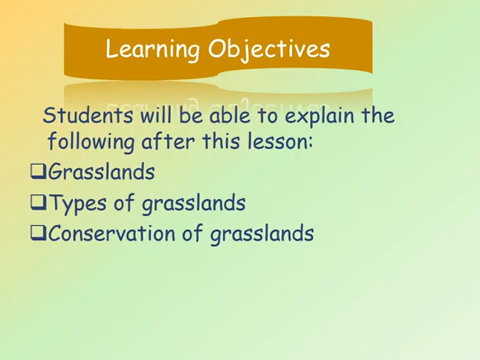 Learning Objectives
Students will be able to explain the
following after this lesson:
❑Grasslands
❑Types of grasslands
❑Conservation of grasslands